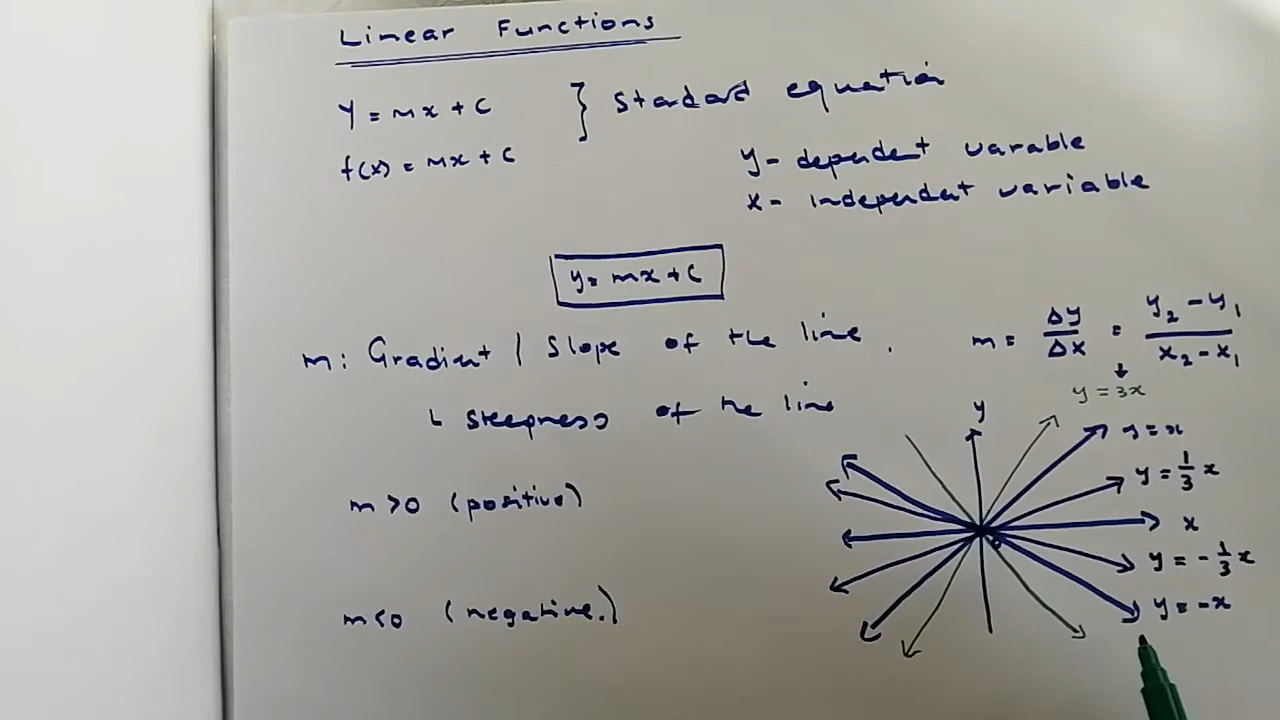 Linear Functions
y = mx + c } Standard equation
f(x) = mx + c
y - dependent varable
x - independent variable
y = mx + c
m: Gradient | Slope of the line.
m = Δy/Δx = (y₂ - y₁)/(x₂ - x₁)
↓
y = 3x
↳ steepness of the line
y
y = x
y = 1/3 x
m > 0 (positive)
x
y = -1/3 x
y = -x
m < 0 (negative.)